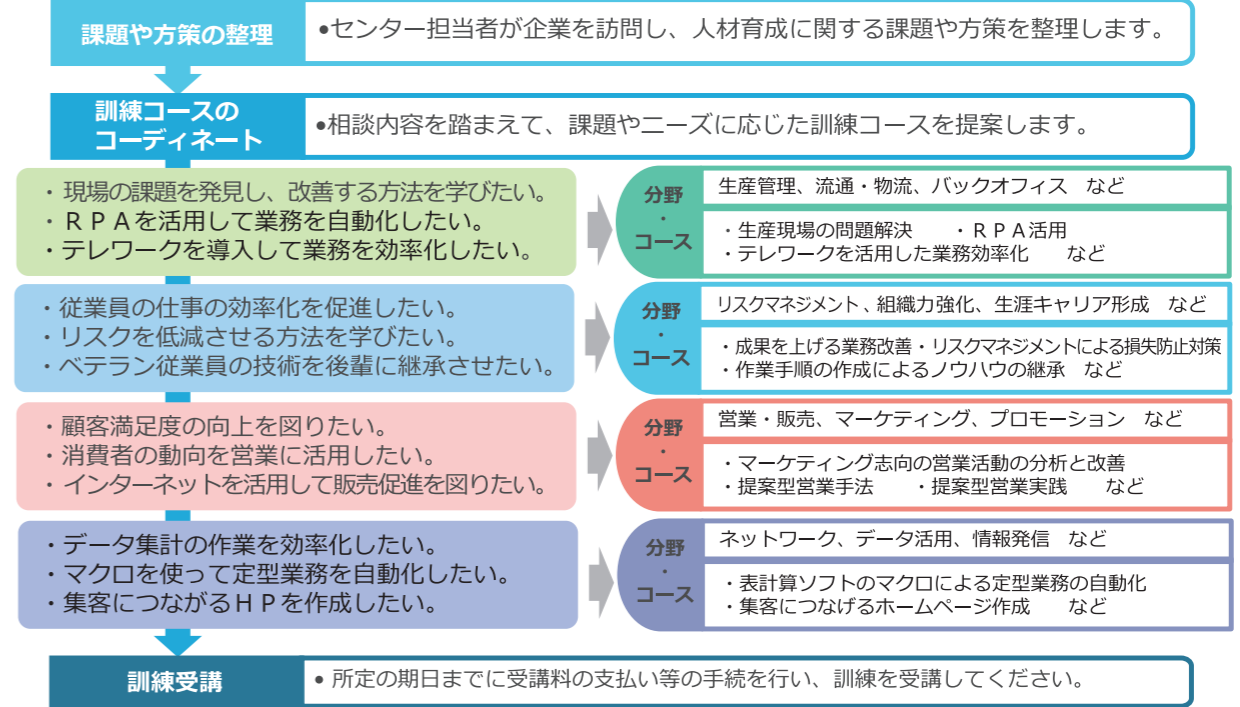 課題や方策の整理
•センター担当者が企業を訪問し、人材育成に関する課題や方策を整理します。
訓練コースの
コーディネート
•相談内容を踏まえて、課題やニーズに応じた訓練コースを提案します。
・現場の課題を発見し、改善する方法を学びたい。
・ＲＰＡを活用して業務を自動化したい。
・テレワークを導入して業務を効率化したい。
分野
・
コース
生産管理、流通・物流、バックオフィス　など
・生産現場の問題解決　　・ＲＰＡ活用
・テレワークを活用した業務効率化　　など
・従業員の仕事の効率化を促進したい。
・リスクを低減させる方法を学びたい。
・ベテラン従業員の技術を後輩に継承させたい。
分野
・
コース
リスクマネジメント、組織力強化、生涯キャリア形成　など
・成果を上げる業務改善・リスクマネジメントによる損失防止対策
・作業手順の作成によるノウハウの継承　など
・顧客満足度の向上を図りたい。
・消費者の動向を営業に活用したい。
・インターネットを活用して販売促進を図りたい。
分野
・
コース
営業・販売、マーケティング、プロモーション　など
・マーケティング志向の営業活動の分析と改善
・提案型営業手法　　・提案型営業実践　　など
・データ集計の作業を効率化したい。
・マクロを使って定型業務を自動化したい。
・集客につながるＨＰを作成したい。
分野
・
コース
ネットワーク、データ活用、情報発信　など
・表計算ソフトのマクロによる定型業務の自動化
・集客につなげるホームページ作成　　など
訓練受講
• 所定の期日までに受講料の支払い等の手続を行い、訓練を受講してください。